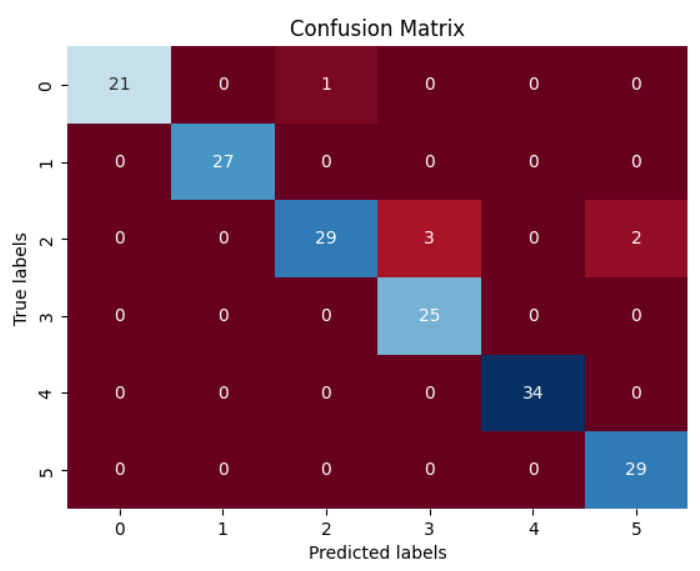 Confusion Matrix
0 21 0 1 0 0 0
1 0 27 0 0 0 0
2 0 0 29 3 0 2
3 0 0 0 25 0 0
4 0 0 0 0 34 0
5 0 0 0 0 0 29
True labels
0 1 2 3 4 5
Predicted labels